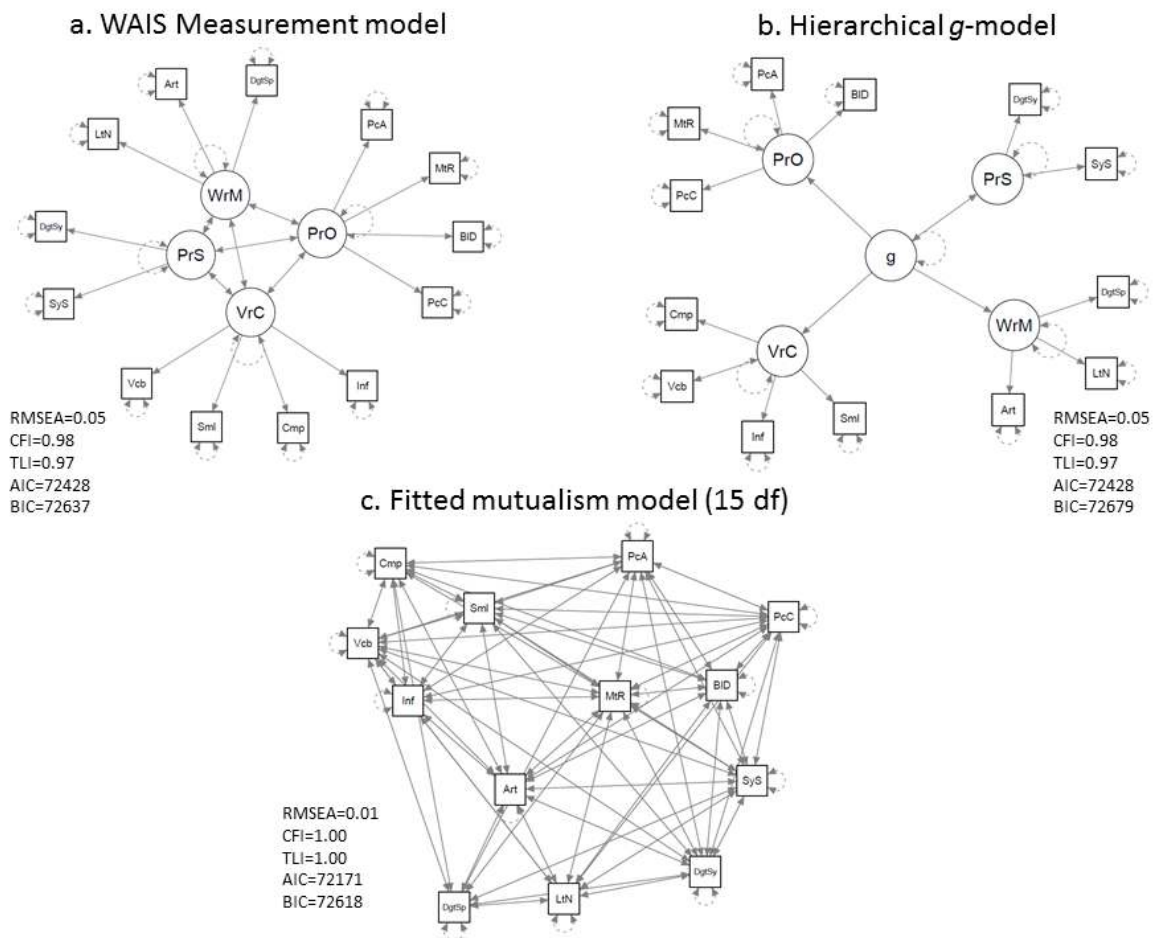 a. WAIS Measurement model
Art
DgtSp
LtN
PcA
MtR
WrM
PrO
DgtSy
PrS
BlD
SyS
PcC
VrC
Vcb
Inf
Sml
Cmp
RMSEA=0.05
CFI=0.98
TLI=0.97
AIC=72428
BIC=72637
b. Hierarchical g-model
PcA
BlD
MtR
DgtSy
PrO
PrS
SyS
PcC
g
Cmp
DgtSp
WrM
VrC
Vcb
LtN
Art
Sml
Inf
RMSEA=0.05
CFI=0.98
TLI=0.97
AIC=72428
BIC=72679
c. Fitted mutualism model (15 df)
PcA
Cmp
Sml
PcC
Vcb
BlD
MtR
Inf
SyS
Art
DgtSy
LtN
DgtSp
RMSEA=0.01
CFI=1.00
TLI=1.00
AIC=72171
BIC=72618